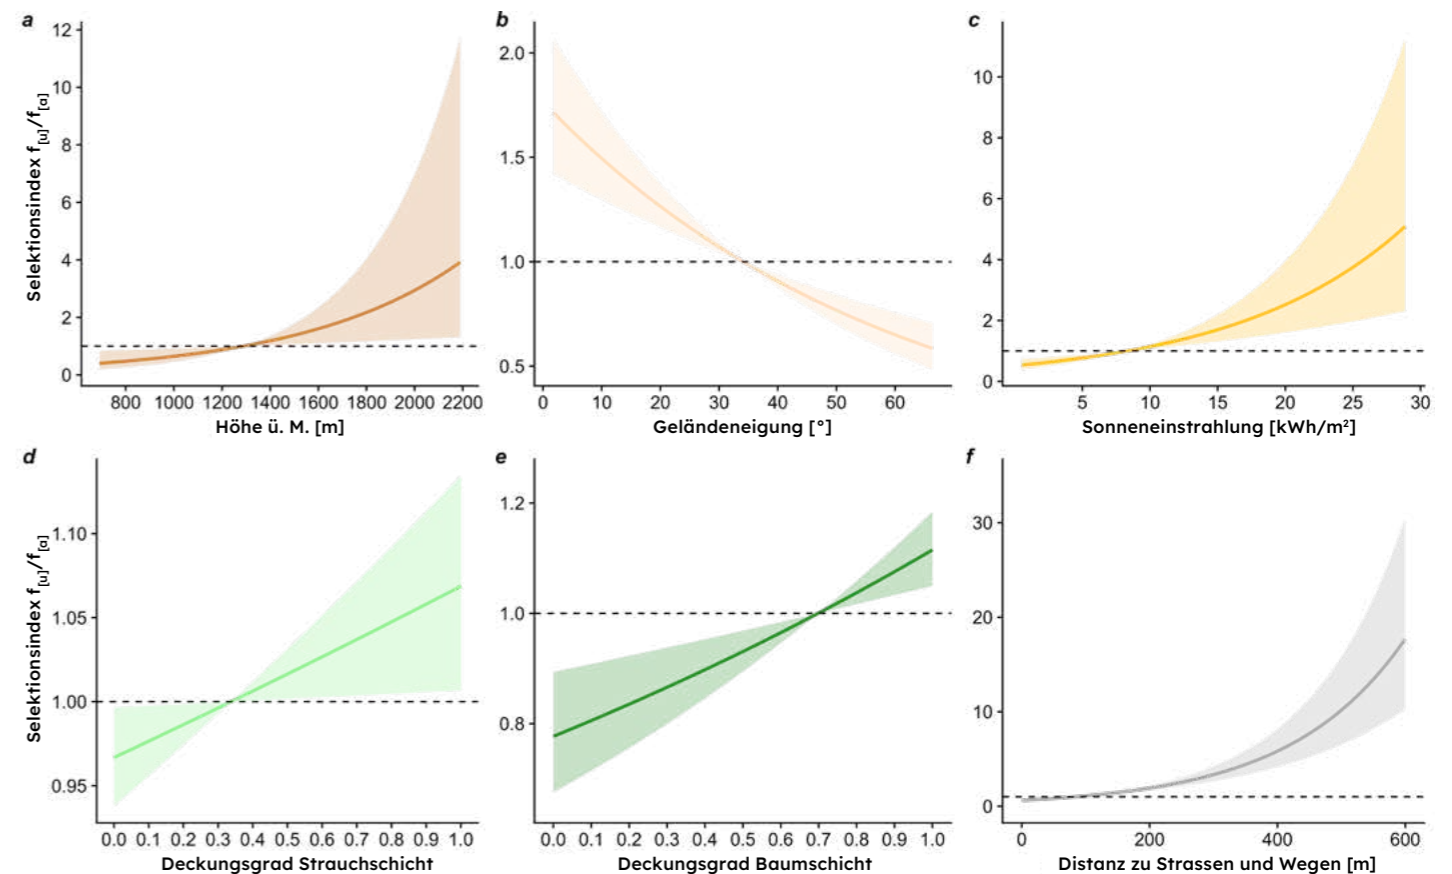 a
Selektionsindex f[u]/f[a]
12
10
8
6
4
2
0
800 1000 1200 1400 1600 1800 2000 2200
Höhe ü. M. [m]
b
2.0
1.5
1.0
0.5
0 10 20 30 40 50 60
Geländeneigung [°]
c
10
8
6
4
2
0
5 10 15 20 25 30
Sonneneinstrahlung [kWh/m²]
d
Selektionsindex f[u]/f[a]
1.10
1.05
1.00
0.95
0.0 0.1 0.2 0.3 0.4 0.5 0.6 0.7 0.8 0.9 1.0
Deckungsgrad Strauchschicht
e
1.2
1.0
0.8
0.0 0.1 0.2 0.3 0.4 0.5 0.6 0.7 0.8 0.9 1.0
Deckungsgrad Baumschicht
f
30
20
10
0
0 200 400 600
Distanz zu Strassen und Wegen [m]